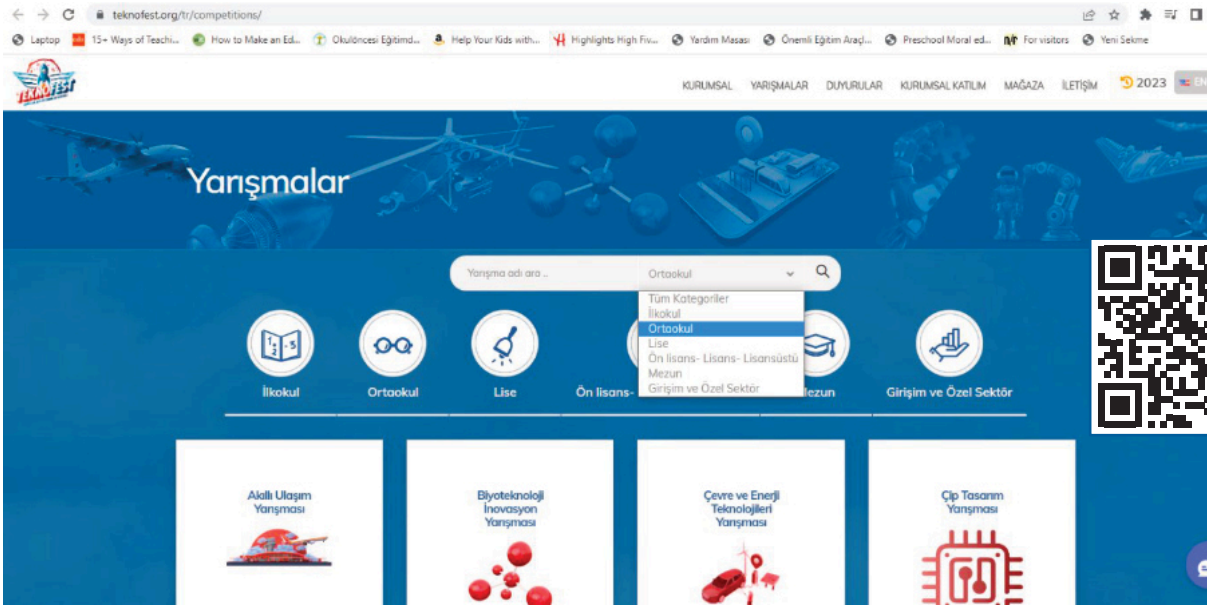 teknofest.org/tr/competitions/
Laptop
15+ Ways of Teachi...
How to Make an Ed...
Okulöncesi Eğitimd...
Help Your Kids with...
Highlights High Fiv...
Yardım Masası
Önemli Eğitim Araçl...
Preschool Moral ed...
For visitors
Yeni Sekme
TEKNOFEST
KURUMSAL YARIŞMALAR DUYURULAR KURUMSAL KATILIM MAĞAZA İLETİŞİM 2023 EN
Yarışmalar
Yarışma adı ara ..
Ortaokul
Tüm Kategoriler
İlkokul
Ortaokul
Lise
Ön lisans- Lisans- Lisansüstü
Mezun
Girişim ve Özel Sektör
İlkokul
Ortaokul
Lise
Ön lisans-
ezun
Girişim ve Özel Sektör
Akıllı Ulaşım
Yarışması
Biyoteknoloji
İnovasyon
Yarışması
Çevre ve Enerji
Teknolojileri
Yarışması
Çip Tasarım
Yarışması